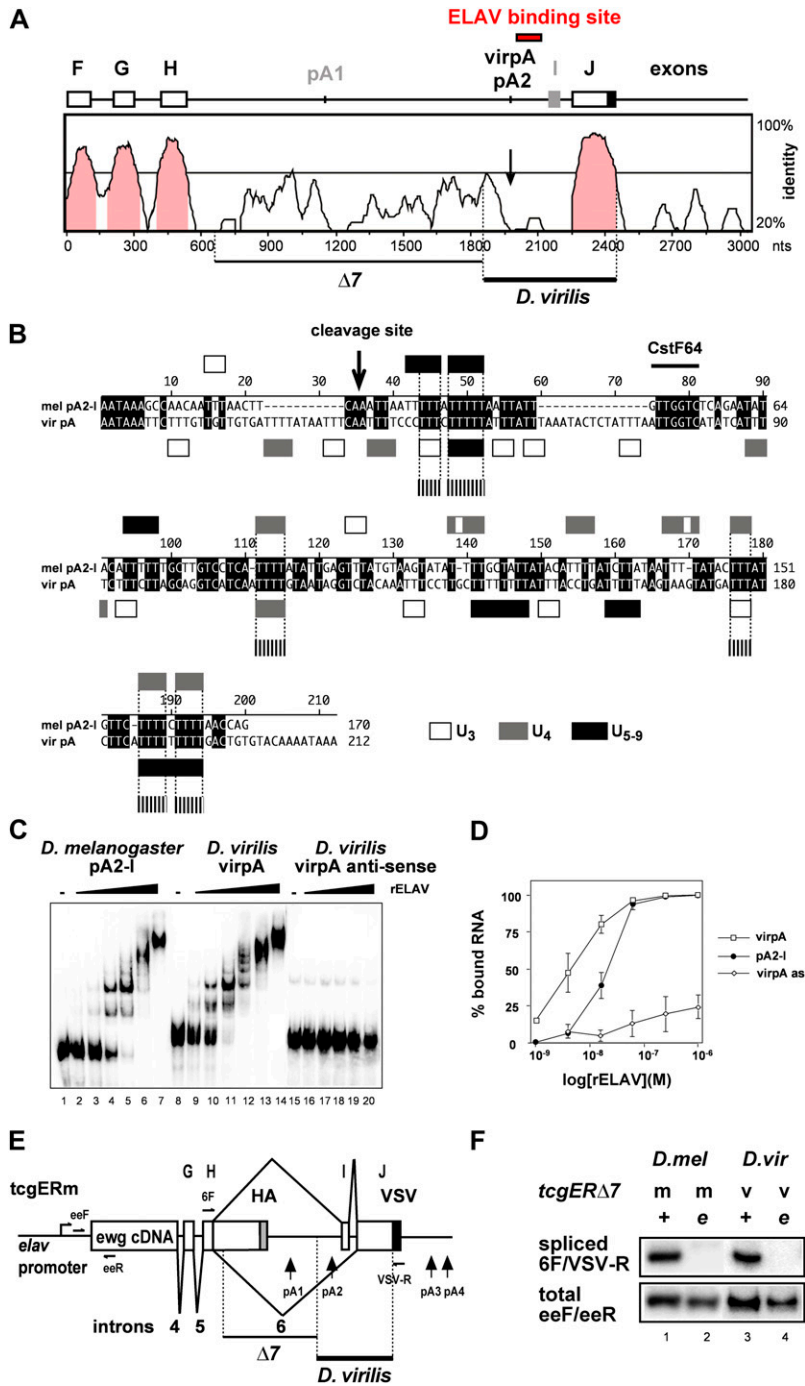 A
ELAV binding site
F G H pA1 virpA pA2 I J exons
100%
identity
20%
0 300 600 900 1200 1500 1800 2100 2400 2700 3000 nts
Δ7
D. virilis
B
cleavage site
CstF64
10 20 30 40 50 60 70 80 90
mel pA2-I AATAAAGCCAACAATTTAACTT-----------CAAATTAATTTTTATTTTTAATTATT-----------GTTGGTCTCAGAATAT 64
vir pA 90
100 110 120 130 140 150 160 170 180
mel pA2-I 151
vir pA 180
190 200 210
mel pA2-I GTTC-TTTTCTTTTAACCAG 170
vir pA CTTCATTTTTTTTTGACTGTGTACAAAATAAA 212
U3 U4 U5-9
C
D. melanogaster D. virilis D. virilis
pA2-I virpA virpA anti-sense
- - - rELAV
1 2 3 4 5 6 7 8 9 10 11 12 13 14 15 16 17 18 19 20
D
% bound RNA
100
75
50
25
0
10-9 10-8 10-7 10-6
log[rELAV](M)
virpA
pA2-I
virpA as
E
tcgERm
G H I J
6F HA VSV
eeF
ewg cDNA
elav promoter
eeR
VSV-R
pA1 pA2 pA3 pA4
introns 4 5 6
Δ7
D. virilis
F
D.mel D.vir
tcgERΔ7 m m v v
+ e + e
spliced
6F/VSV-R
total
eeF/eeR
1 2 3 4